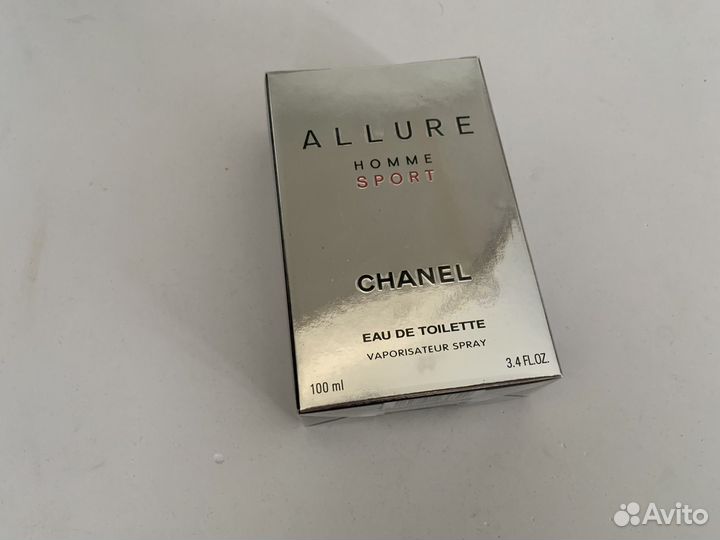 ALLURE
HOMME
SPORT
CHANEL
EAU DE TOILETTE
VAPORISATEUR SPRAY
100 ml 3.4 FL.OZ.
Avito